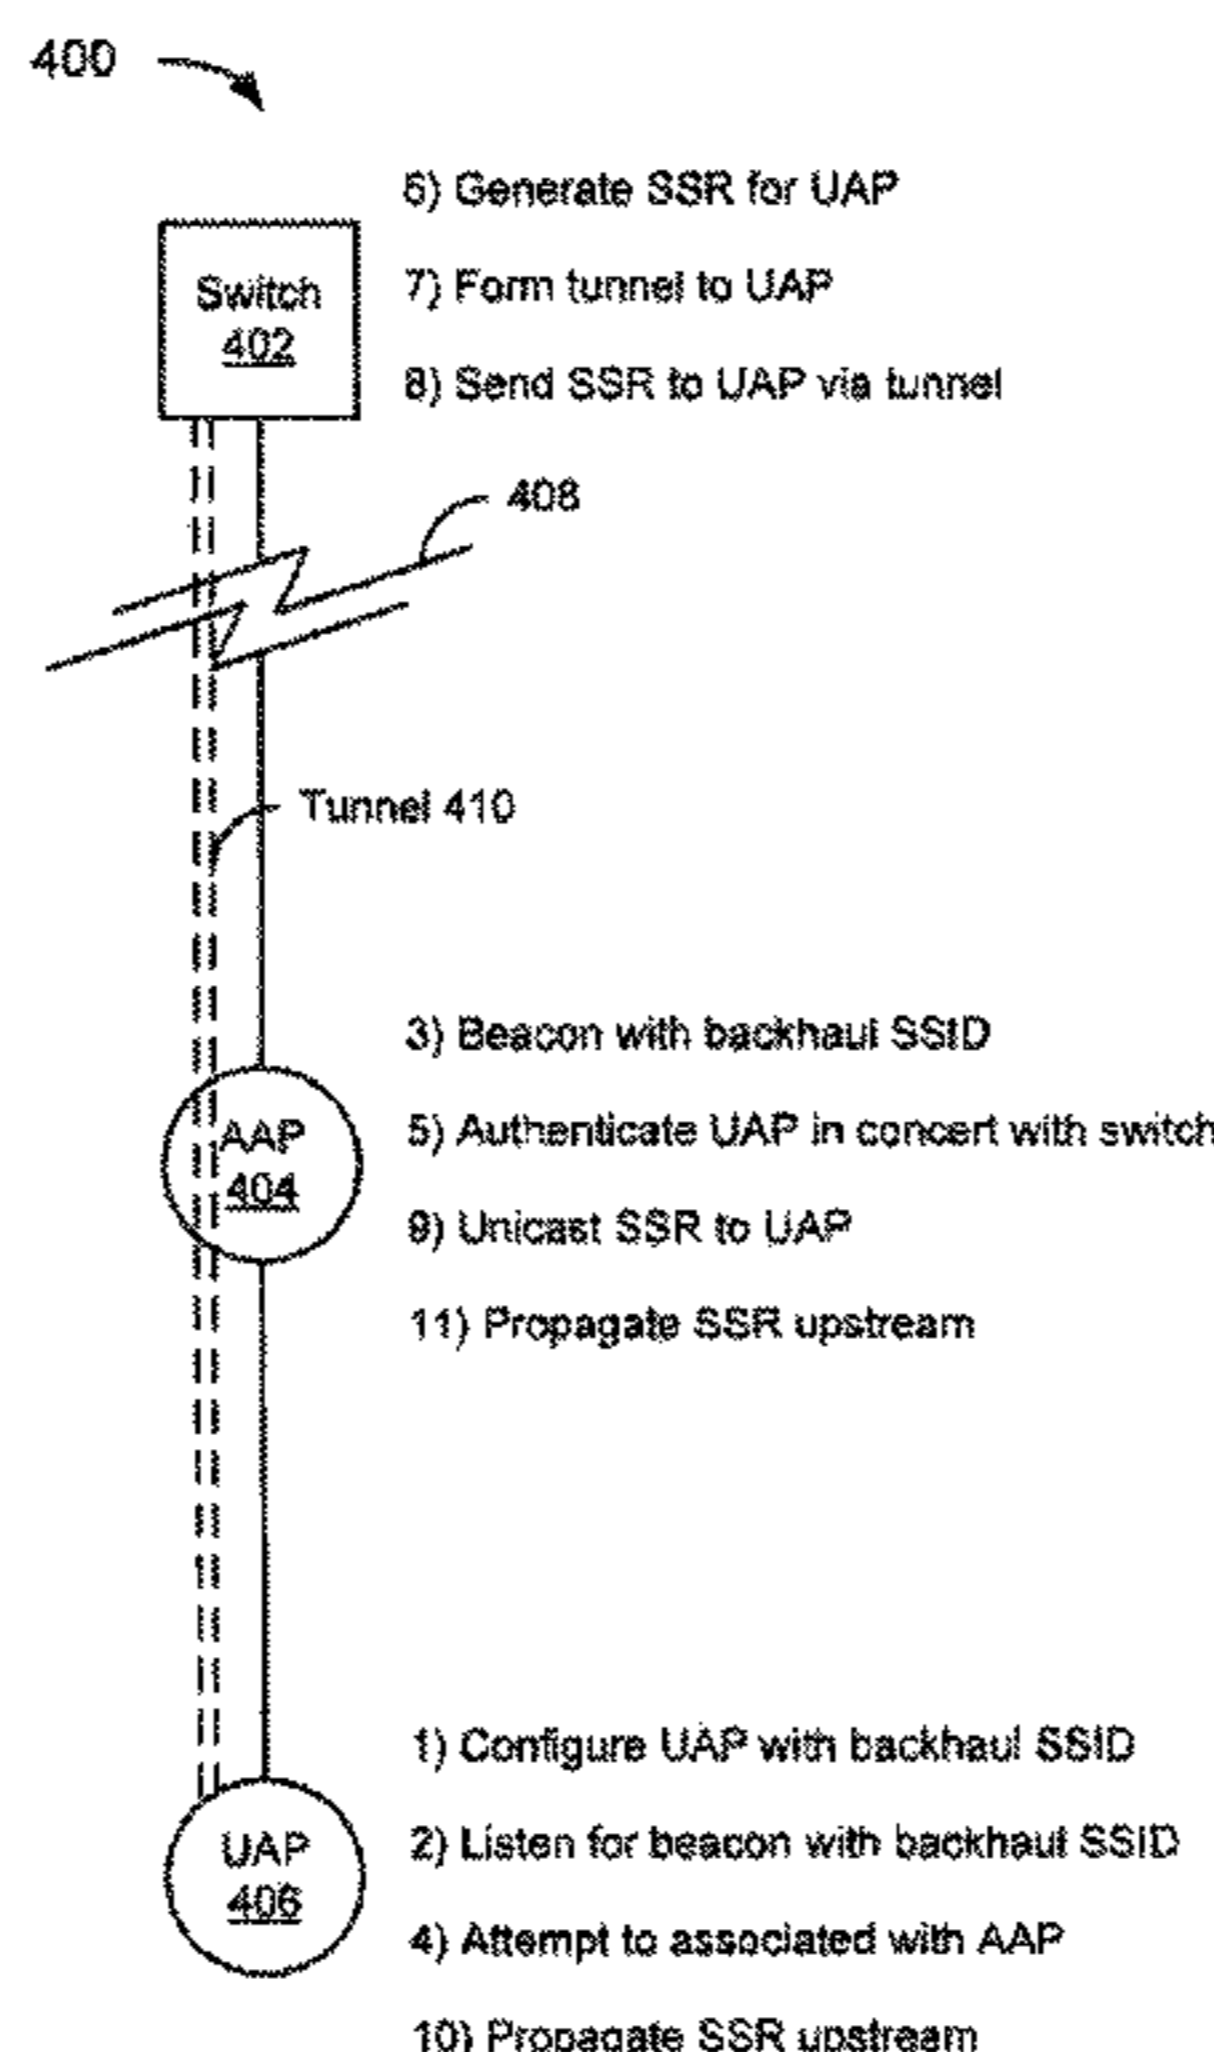 400
6) Generate SSR for UAP
Switch
402
7) Form tunnel to UAP
8) Send SSR to UAP via tunnel
408
Tunnel 410
3) Beacon with backhaul SSID
AAP
404
5) Authenticate UAP in concert with switch
9) Unicast SSR to UAP
11) Propagate SSR upstream
1) Configure UAP with backhaul SSID
UAP
406
2) Listen for beacon with backhaul SSID
4) Attempt to associated with AAP
10) Propagate SSR upstream